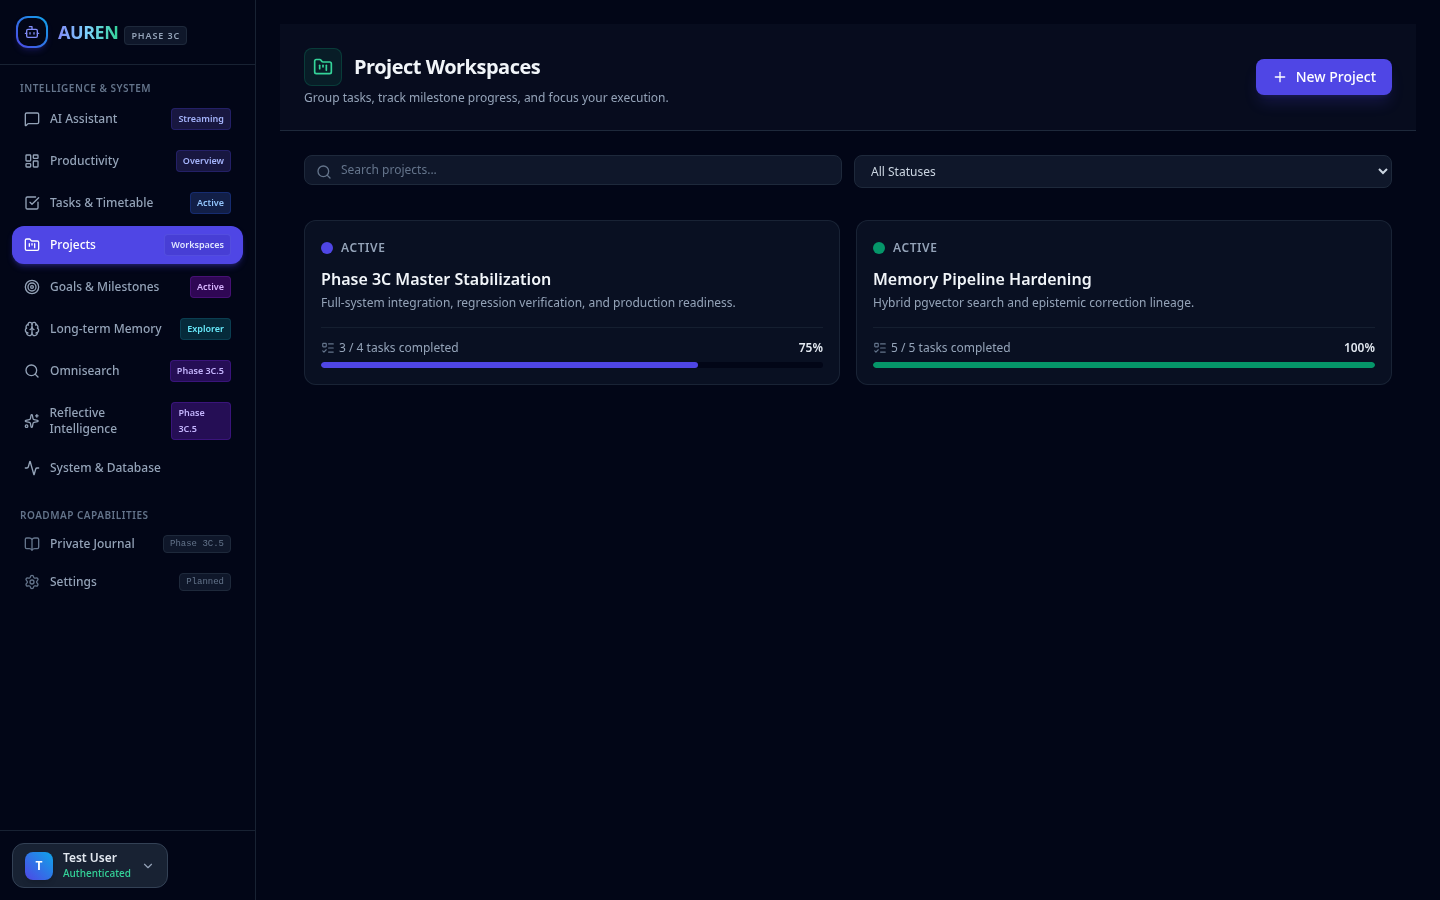 AUREN PHASE 3C
INTELLIGENCE & SYSTEM
AI Assistant Streaming
Productivity Overview
Tasks & Timetable Active
Projects Workspaces
Goals & Milestones Active
Long-term Memory Explorer
Omnisearch Phase 3C.5
Reflective Intelligence Phase 3C.5
System & Database
ROADMAP CAPABILITIES
Private Journal Phase 3C.5
Settings Planned
T Test User
Authenticated
Project Workspaces
Group tasks, track milestone progress, and focus your execution.
New Project
Search projects...
All Statuses
ACTIVE
Phase 3C Master Stabilization
Full-system integration, regression verification, and production readiness.
3 / 4 tasks completed 75%
ACTIVE
Memory Pipeline Hardening
Hybrid pgvector search and epistemic correction lineage.
5 / 5 tasks completed 100%